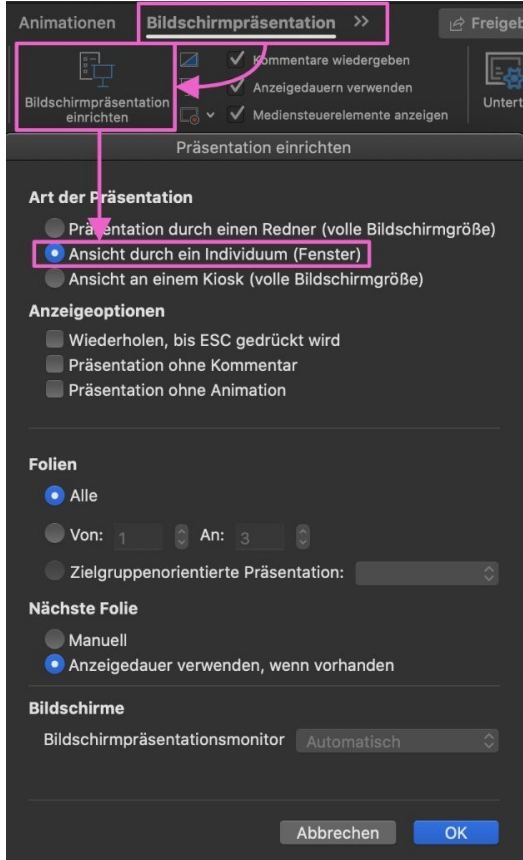 Animationen Bildschirmpräsentation >> Freigeb
Kommentare wiedergeben
Anzeigedauern verwenden
Bildschirmpräsentation
einrichten
Mediensteuerelemente anzeigen
Untert
Präsentation einrichten
Art der Präsentation
Präsentation durch einen Redner (volle Bildschirmgröße)
Ansicht durch ein Individuum (Fenster)
Ansicht an einem Kiosk (volle Bildschirmgröße)
Anzeigeoptionen
Wiederholen, bis ESC gedrückt wird
Präsentation ohne Kommentar
Präsentation ohne Animation
Folien
Alle
Von: 1 An: 3
Zielgruppenorientierte Präsentation:
Nächste Folie
Manuell
Anzeigedauer verwenden, wenn vorhanden
Bildschirme
Bildschirmpräsentationsmonitor Automatisch
Abbrechen OK